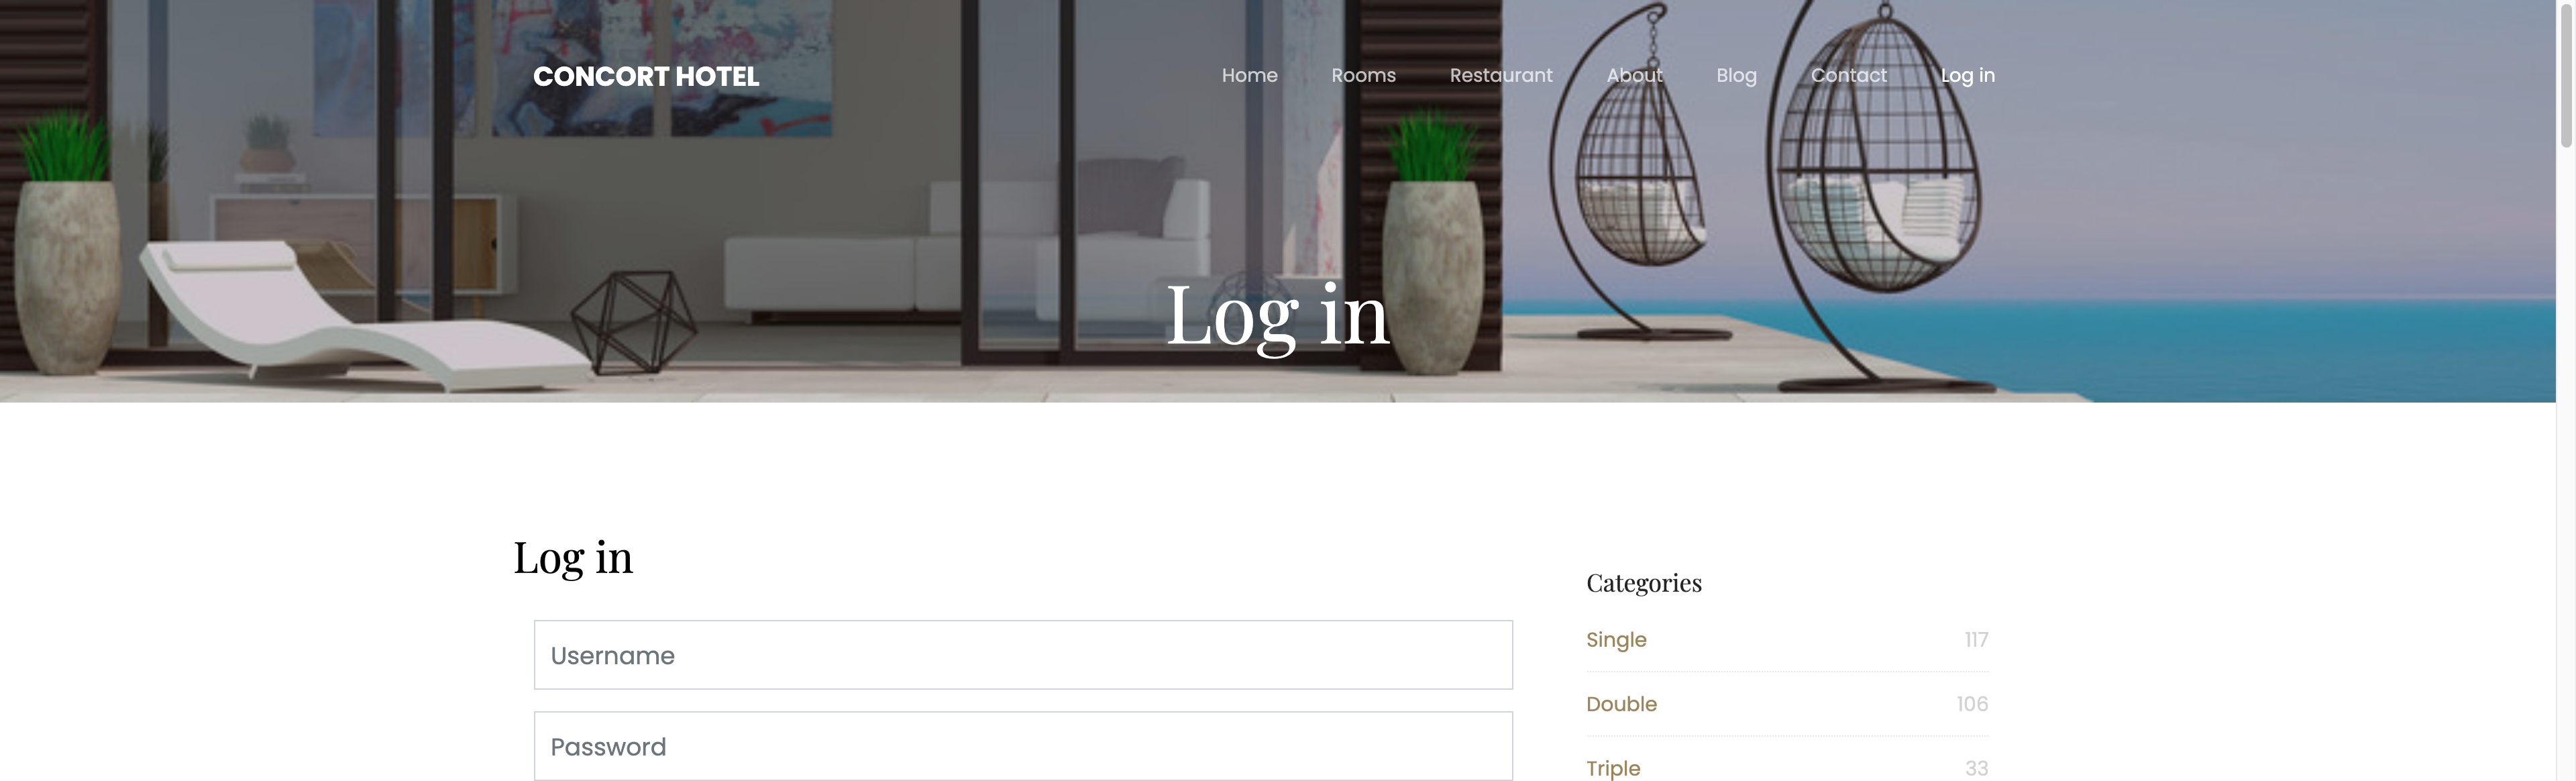 CONCORT HOTEL
Home Rooms Restaurant About Blog Contact Log in
Log in
Log in
Username
Password
Categories
Single 117
Double 106
Triple 33